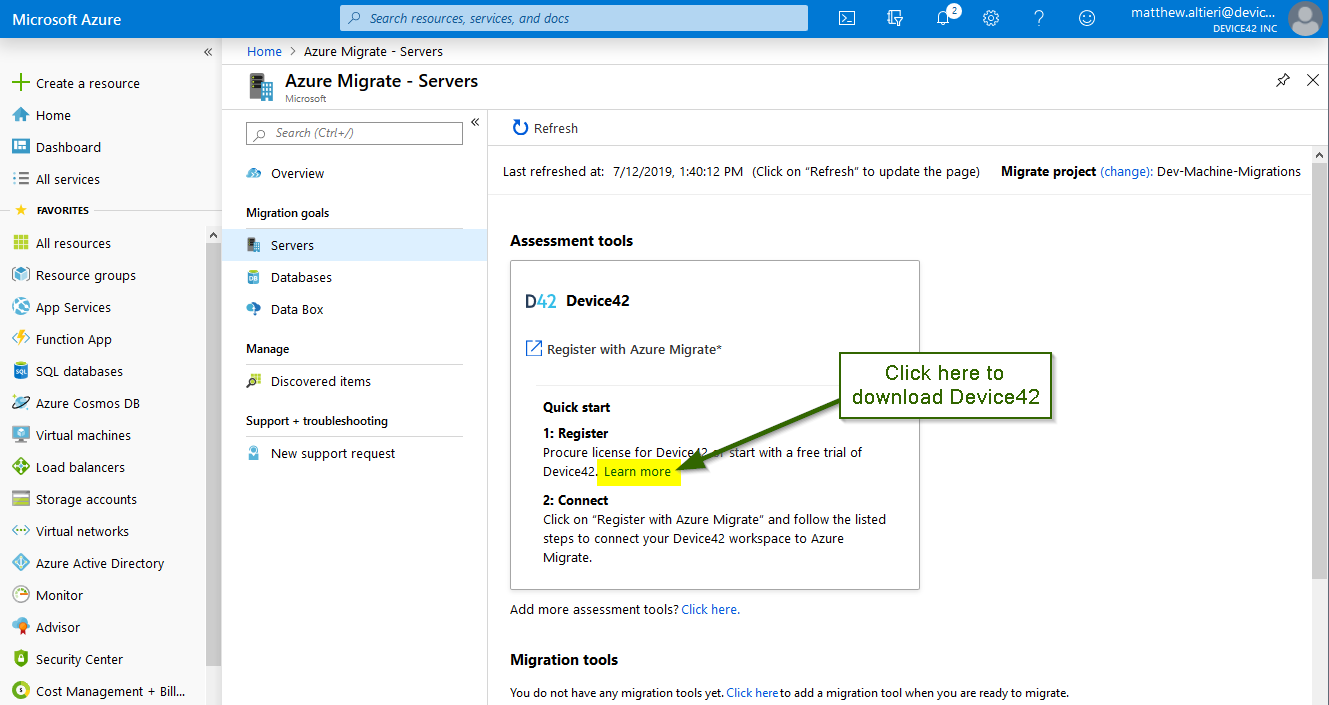 Microsoft Azure
Search resources, services, and docs
2
matthew.altieri@devic...
DEVICE42 INC
«
Create a resource
Home
Dashboard
All services
FAVORITES
All resources
Resource groups
App Services
Function App
SQL databases
Azure Cosmos DB
Virtual machines
Load balancers
Storage accounts
Virtual networks
Azure Active Directory
Monitor
Advisor
Security Center
Cost Management + Bill...
Home > Azure Migrate - Servers
Azure Migrate - Servers
Microsoft
Search (Ctrl+/)
«
Overview
Migration goals
Servers
Databases
Data Box
Manage
Discovered items
Support + troubleshooting
New support request
Refresh
Last refreshed at: 7/12/2019, 1:40:12 PM (Click on “Refresh” to update the page) Migrate project (change): Dev-Machine-Migrations
Assessment tools
D42 Device42
Register with Azure Migrate*
Quick start
1: Register
Procure license for Device42 or start with a free trial of
Device42. Learn more
2: Connect
Click on “Register with Azure Migrate” and follow the listed
steps to connect your Device42 workspace to Azure
Migrate.
Click here to
download Device42
Add more assessment tools? Click here.
Migration tools
You do not have any migration tools yet. Click here to add a migration tool when you are ready to migrate.